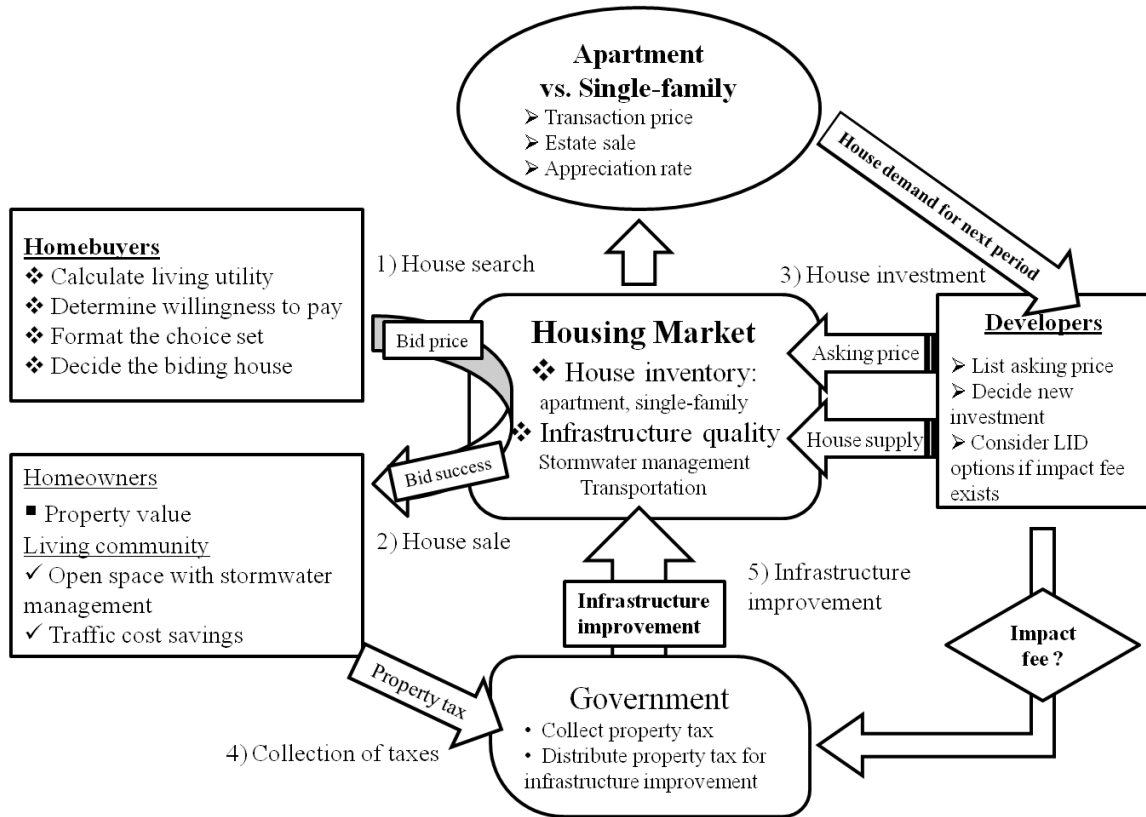 Apartment
vs. Single-family
➢ Transaction price
➢ Estate sale
➢ Appreciation rate
House demand for next period
Homebuyers
❖ Calculate living utility
❖ Determine willingness to pay
❖ Format the choice set
❖ Decide the biding house
1) House search
Bid price
Housing Market
❖ House inventory:
apartment, single-family
❖ Infrastructure quality
Stormwater management
Transportation
3) House investment
Asking price
House supply
Developers
➢ List asking price
➢ Decide new
investment
➢ Consider LID
options if impact fee
exists
Bid success
2) House sale
Homeowners
▪ Property value
Living community
✓ Open space with stormwater
management
✓ Traffic cost savings
Infrastructure
improvement
5) Infrastructure
improvement
Impact
fee ?
Property tax
4) Collection of taxes
Government
• Collect property tax
• Distribute property tax for
infrastructure improvement